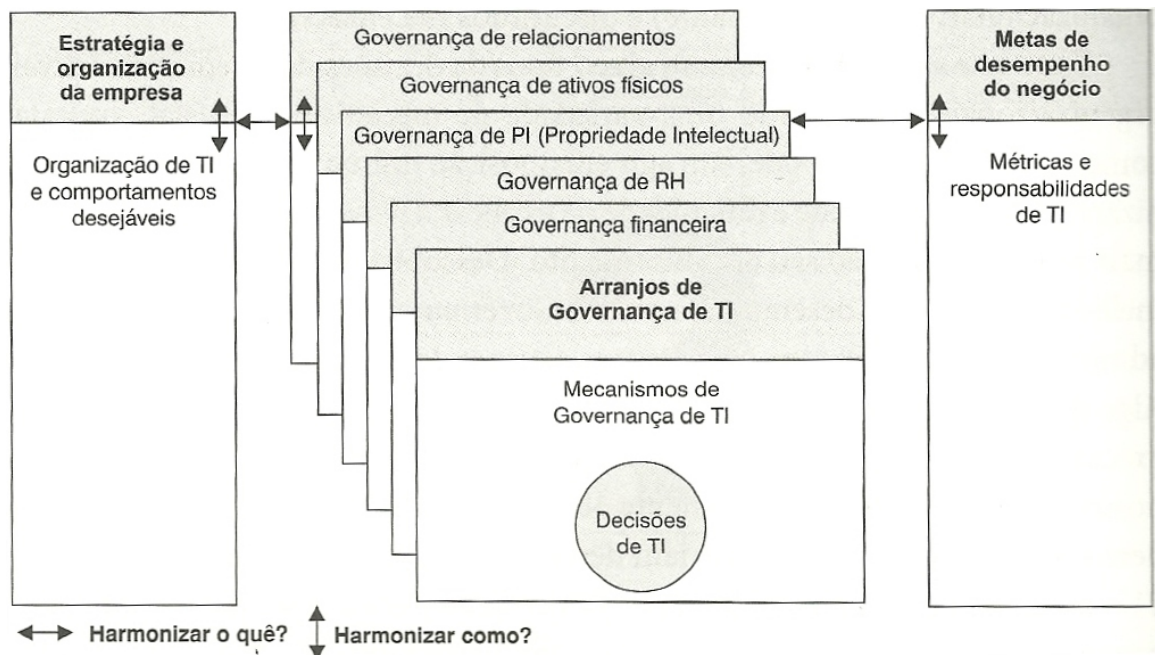 Estratégia e
organização
da empresa
Organização de TI
e comportamentos
desejáveis
Governança de relacionamentos
Governança de ativos físicos
Governança de PI (Propriedade Intelectual)
Governança de RH
Governança financeira
Arranjos de
Governança de TI
Mecanismos de
Governança de TI
Decisões
de TI
Metas de
desempenho
do negócio
Métricas e
responsabilidades
de TI
Harmonizar o quê?
Harmonizar como?